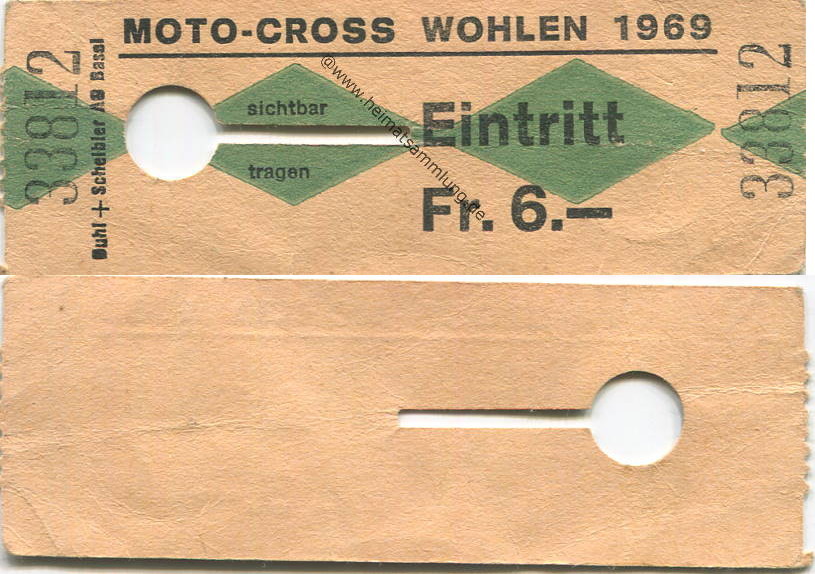 MOTO-CROSS WOHLEN 1969
33812
Buhl + Scheibler AG Basel
sichtbar
tragen
Eintritt
Fr. 6.—
33812
@www.heimatsammlung.de